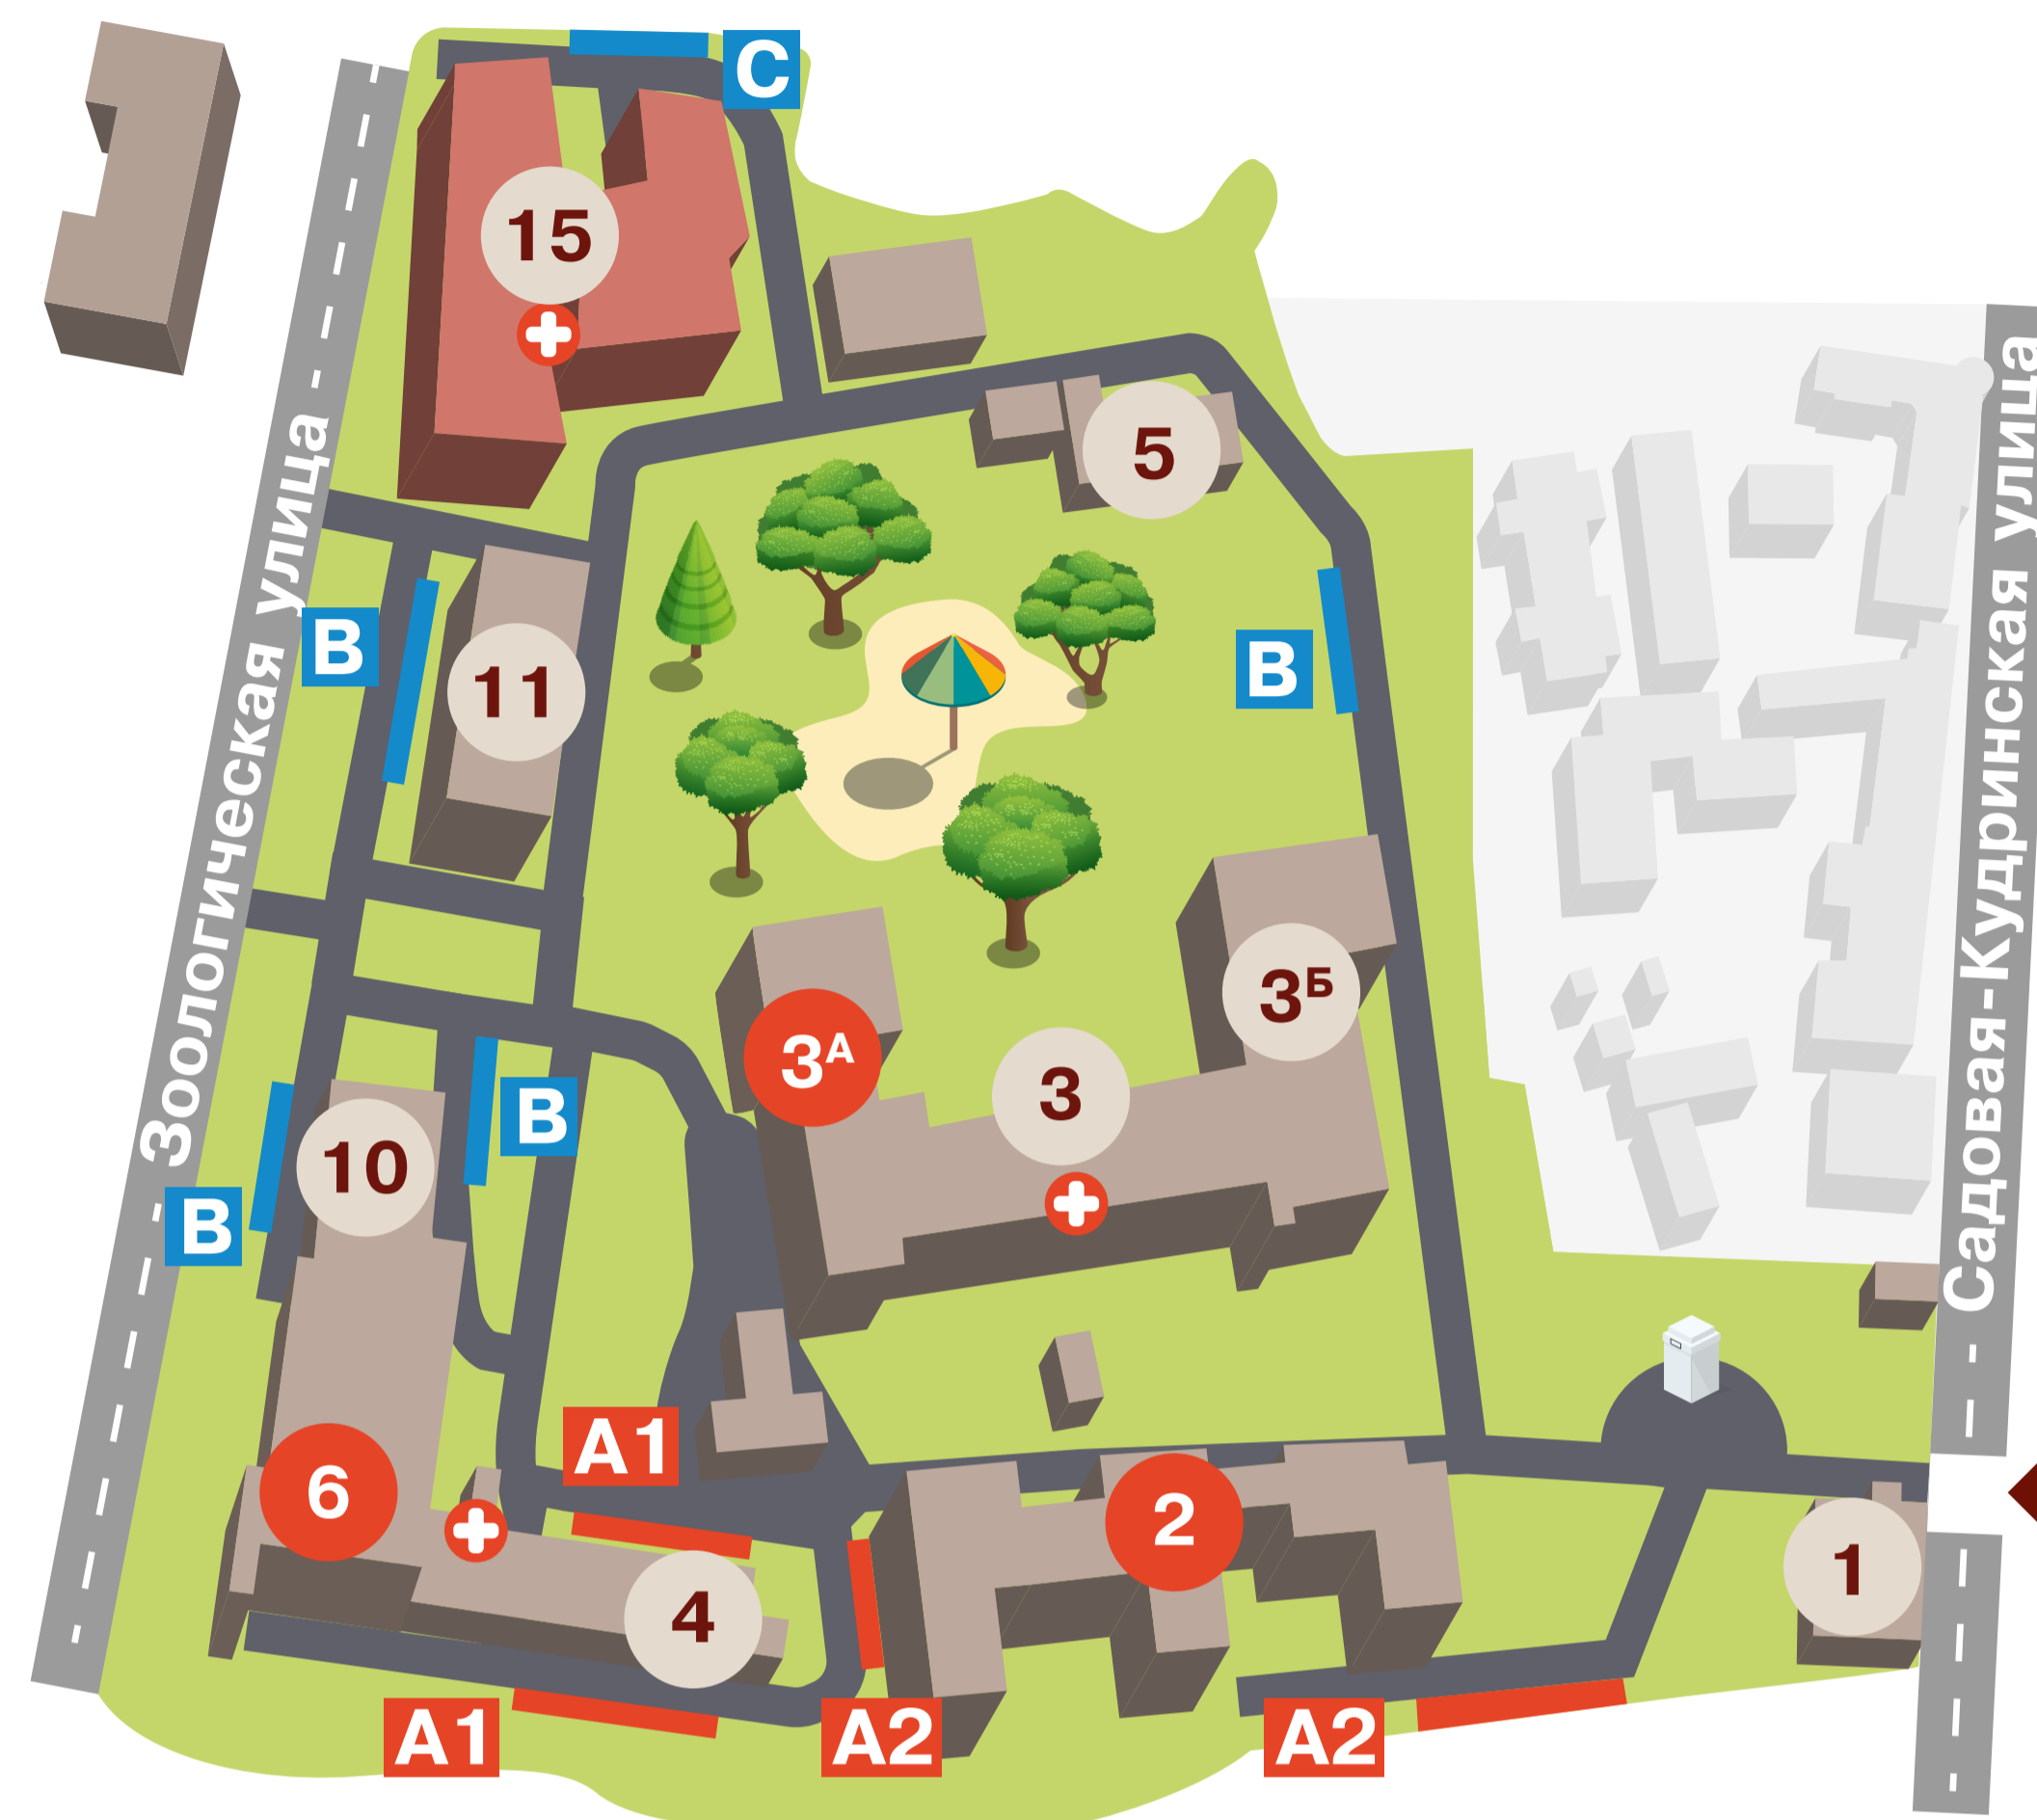 C
15
5
Зоологическая улица
Садовая-Кудринская улица
B
11
B
3Б
3А
3
B
10
B
A1
6
2
4
1
A1
A2
A2